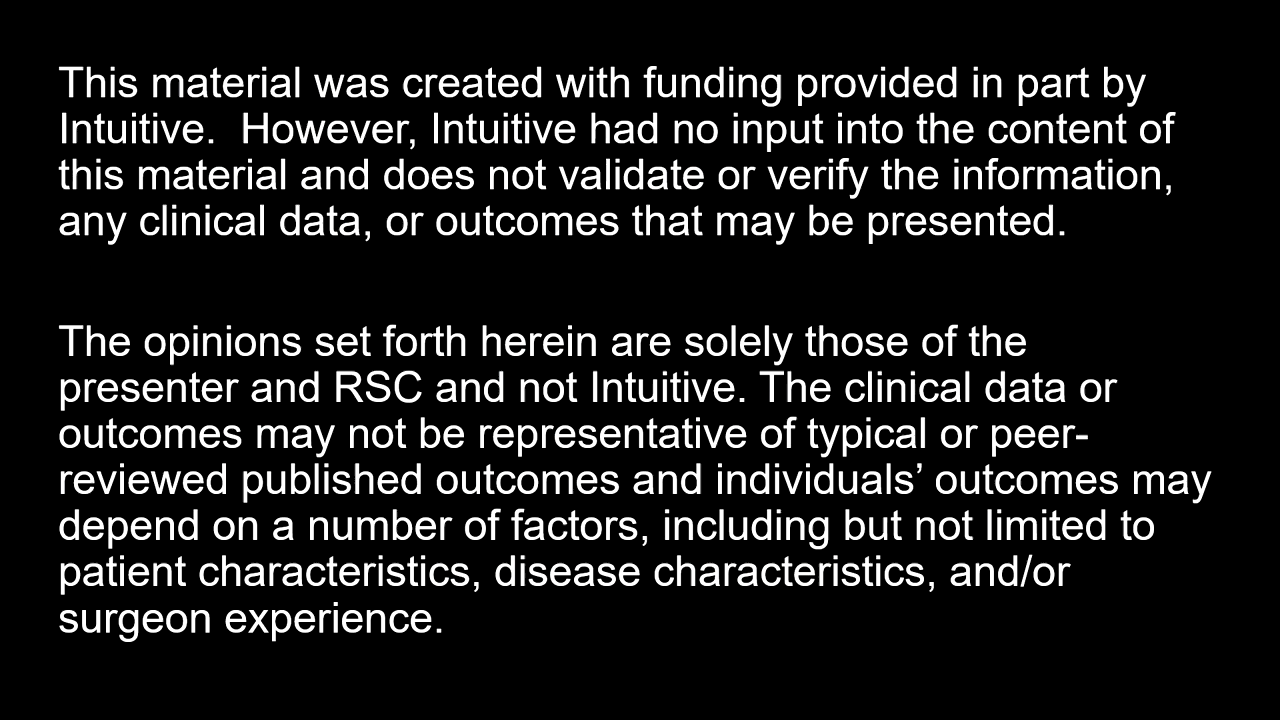 This material was created with funding provided in part by
Intuitive.  However, Intuitive had no input into the content of
this material and does not validate or verify the information,
any clinical data, or outcomes that may be presented.
The opinions set forth herein are solely those of the
presenter and RSC and not Intuitive. The clinical data or
outcomes may not be representative of typical or peer-
reviewed published outcomes and individuals’ outcomes may
depend on a number of factors, including but not limited to
patient characteristics, disease characteristics, and/or
surgeon experience.